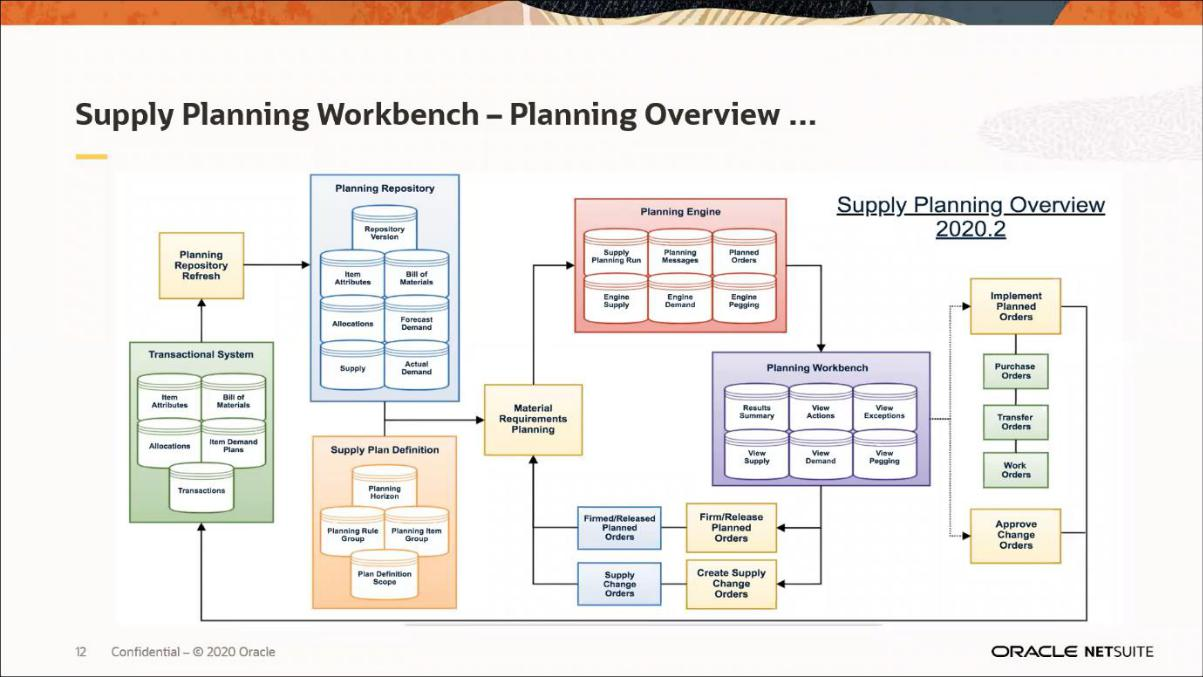 Supply Planning Workbench – Planning Overview ...
Supply Planning Overview
2020.2
Planning
Repository
Refresh
Transactional System
Item
Attributes
Bill of
Materials
Allocations
Item Demand
Plans
Transactions
Planning Repository
Repository
Version
Item
Attributes
Bill of
Materials
Allocations
Forecast
Demand
Supply
Actual
Demand
Supply Plan Definition
Planning
Horizon
Planning Rule
Group
Planning Item
Group
Plan Definition
Scope
Material
Requirements
Planning
Planning Engine
Supply
Planning Run
Planning
Messages
Planned
Orders
Engine
Supply
Engine
Demand
Engine
Pegging
Planning Workbench
Results
Summary
View
Actions
View
Exceptions
View
Supply
View
Demand
View
Pegging
Firmed/Released
Planned
Orders
Firm/Release
Planned
Orders
Supply
Change
Orders
Create Supply
Change
Orders
Implement
Planned
Orders
Purchase
Orders
Transfer
Orders
Work
Orders
Approve
Change
Orders
12 Confidential – © 2020 Oracle
ORACLE NETSUITE